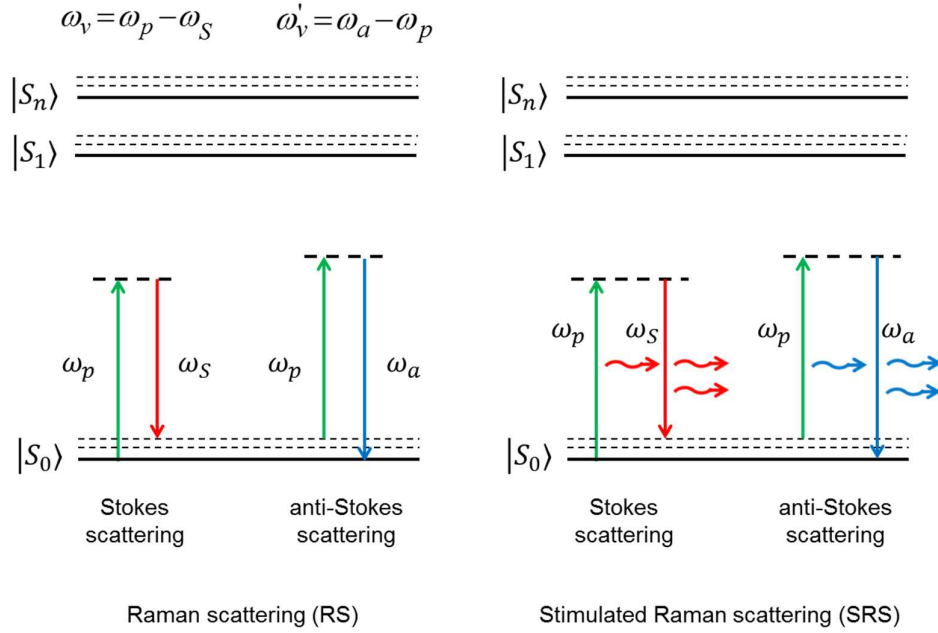 ω_v = ω_p − ω_S
ω'_v = ω_a − ω_p
|S_n⟩
|S_1⟩
ω_p
ω_S
ω_p
ω_a
|S_0⟩
Stokes
scattering
anti-Stokes
scattering
Raman scattering (RS)
|S_n⟩
|S_1⟩
ω_p
ω_S
ω_p
ω_a
|S_0⟩
Stokes
scattering
anti-Stokes
scattering
Stimulated Raman scattering (SRS)